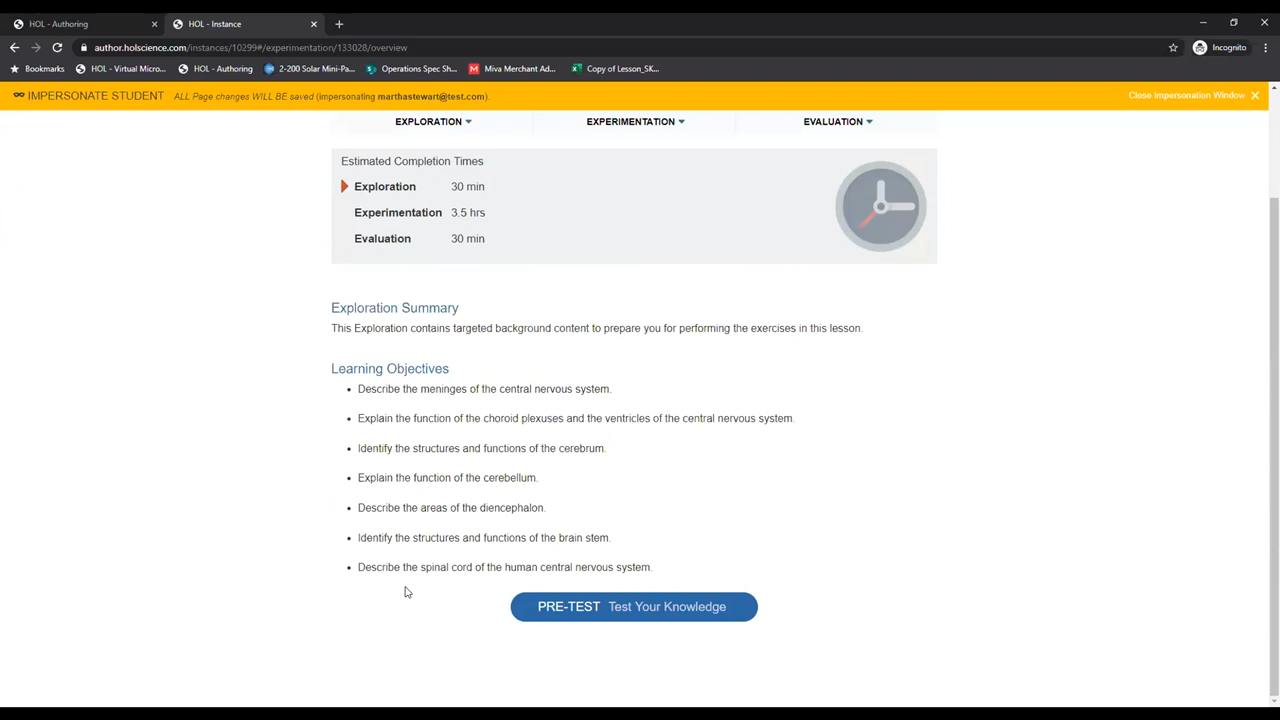 HOL - Authoring
HOL - Instance
author.holscience.com/instances/10299#/experimentation/133028/overview
Incognito
Bookmarks
HOL - Virtual Micro...
HOL - Authoring
2-200 Solar Mini-Pa...
Operations Spec Sh...
Miva Merchant Ad...
Copy of Lesson_SK...
IMPERSONATE STUDENT ALL Page changes WILL BE saved (impersonating marthastewart@test.com).
Close Impersonation Window
EXPLORATION
EXPERIMENTATION
EVALUATION
Estimated Completion Times
Exploration 30 min
Experimentation 3.5 hrs
Evaluation 30 min
Exploration Summary
This Exploration contains targeted background content to prepare you for performing the exercises in this lesson.
Learning Objectives
• Describe the meninges of the central nervous system.
• Explain the function of the choroid plexuses and the ventricles of the central nervous system.
• Identify the structures and functions of the cerebrum.
• Explain the function of the cerebellum.
• Describe the areas of the diencephalon.
• Identify the structures and functions of the brain stem.
• Describe the spinal cord of the human central nervous system.
PRE-TEST Test Your Knowledge